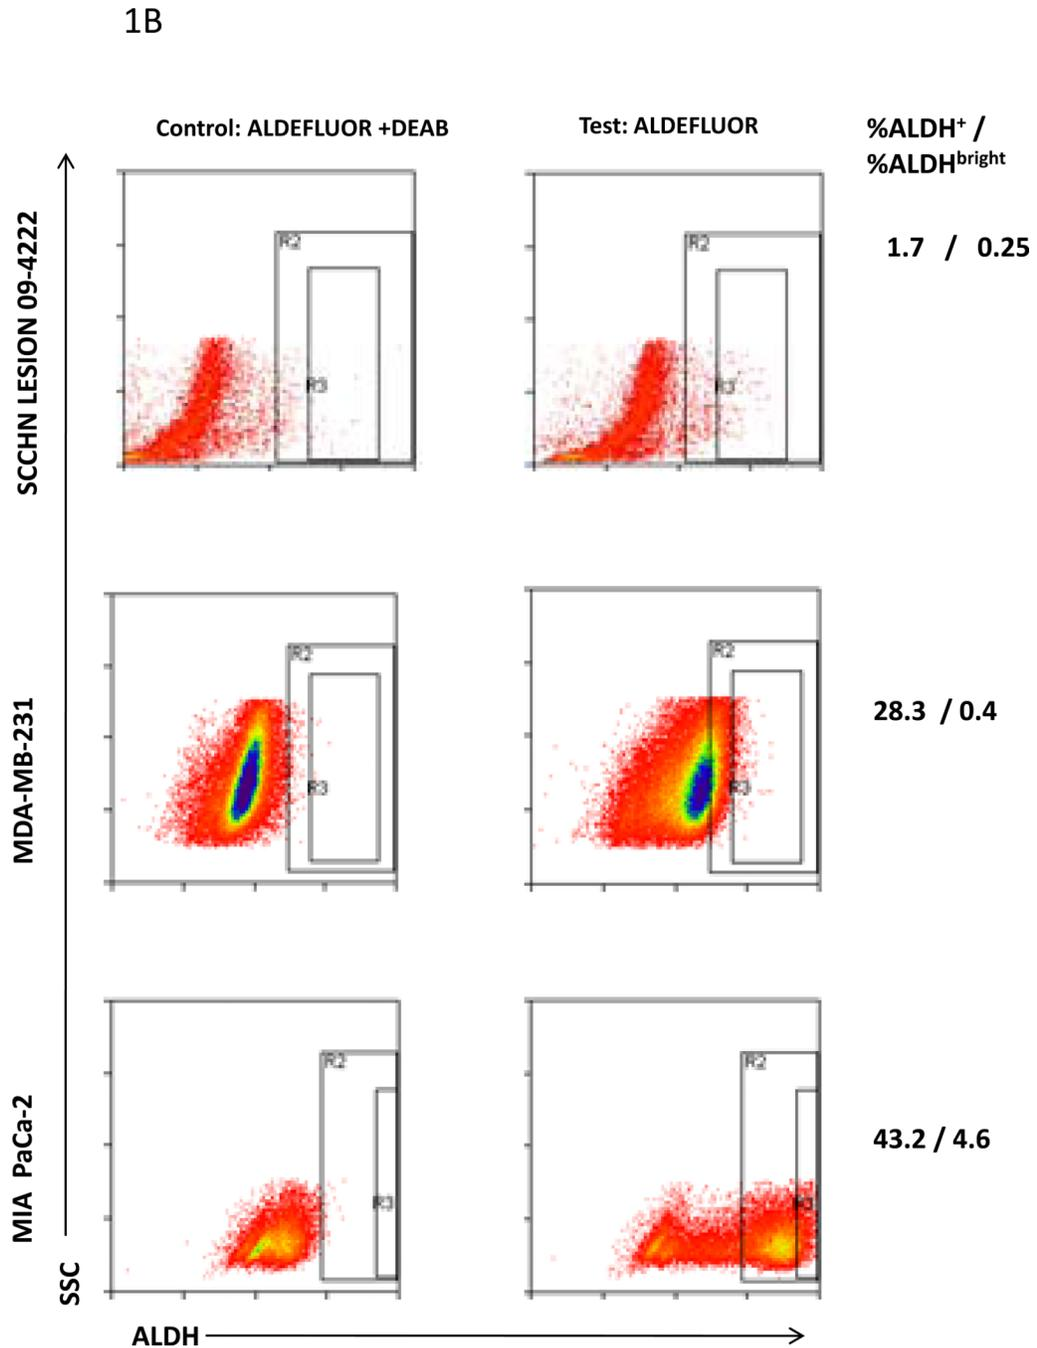 1B
Control: ALDEFLUOR +DEAB
Test: ALDEFLUOR
%ALDH⁺ /
%ALDHᵇʳⁱᵍʰᵗ
SCCHN LESION 09-4222
R2
R3
R2
R3
1.7 / 0.25
MDA-MB-231
R2
R3
R2
R3
28.3 / 0.4
MIA PaCa-2
R2
R3
R2
R3
43.2 / 4.6
SSC
ALDH